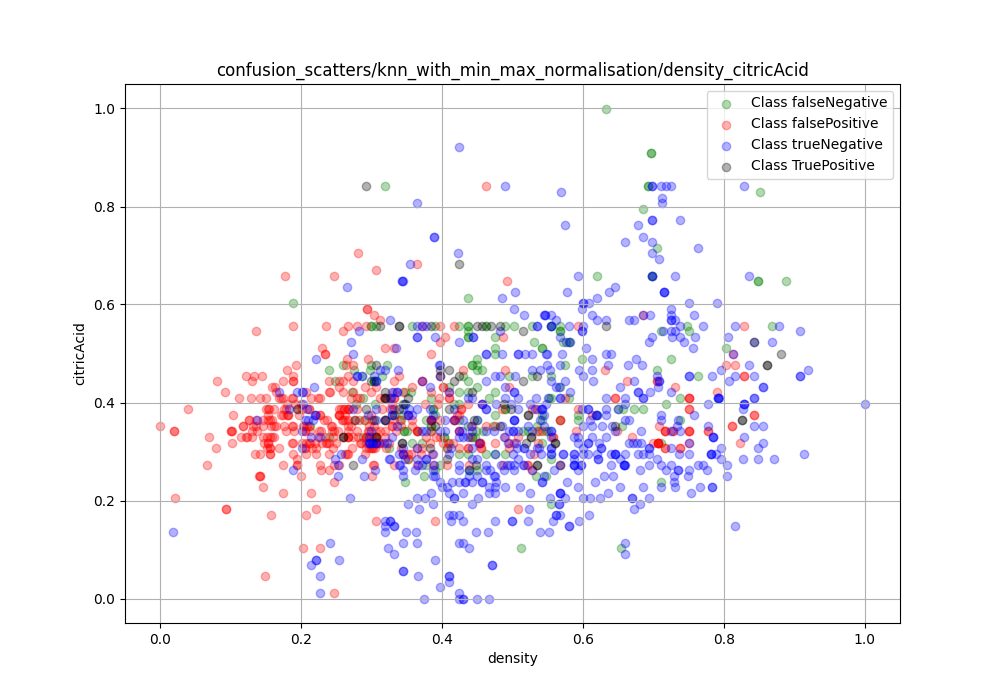 confusion_scatters/knn_with_min_max_normalisation/density_citricAcid
Class falseNegative
Class falsePositive
Class trueNegative
Class TruePositive
1.0
0.8
0.6
0.4
0.2
0.0
citricAcid
0.0 0.2 0.4 0.6 0.8 1.0
density